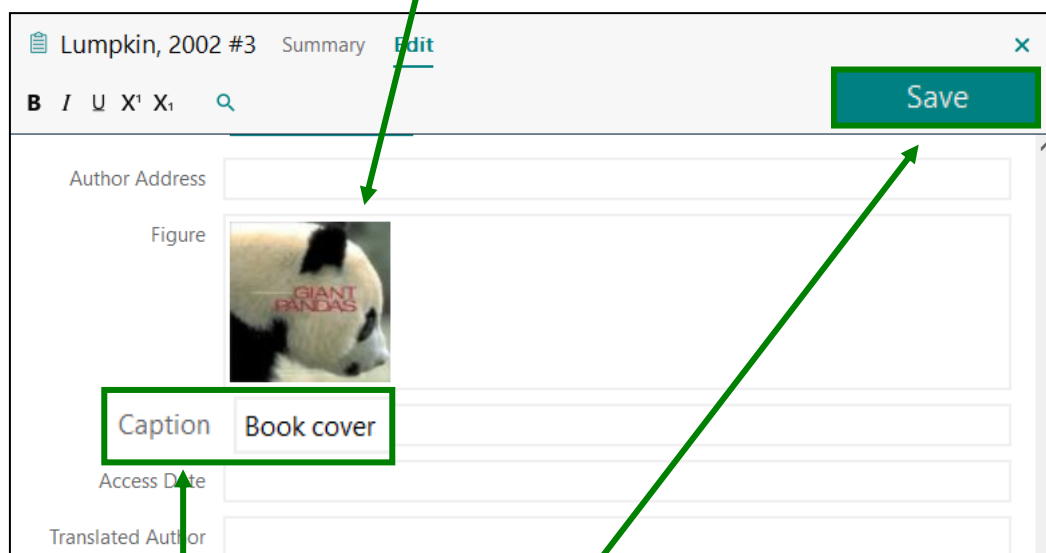 Lumpkin, 2002 #3 Summary Edit
B I U X¹ X₁ Save
Author Address
Figure
GIANT
PANDAS
Caption Book cover
Access Date
Translated Author